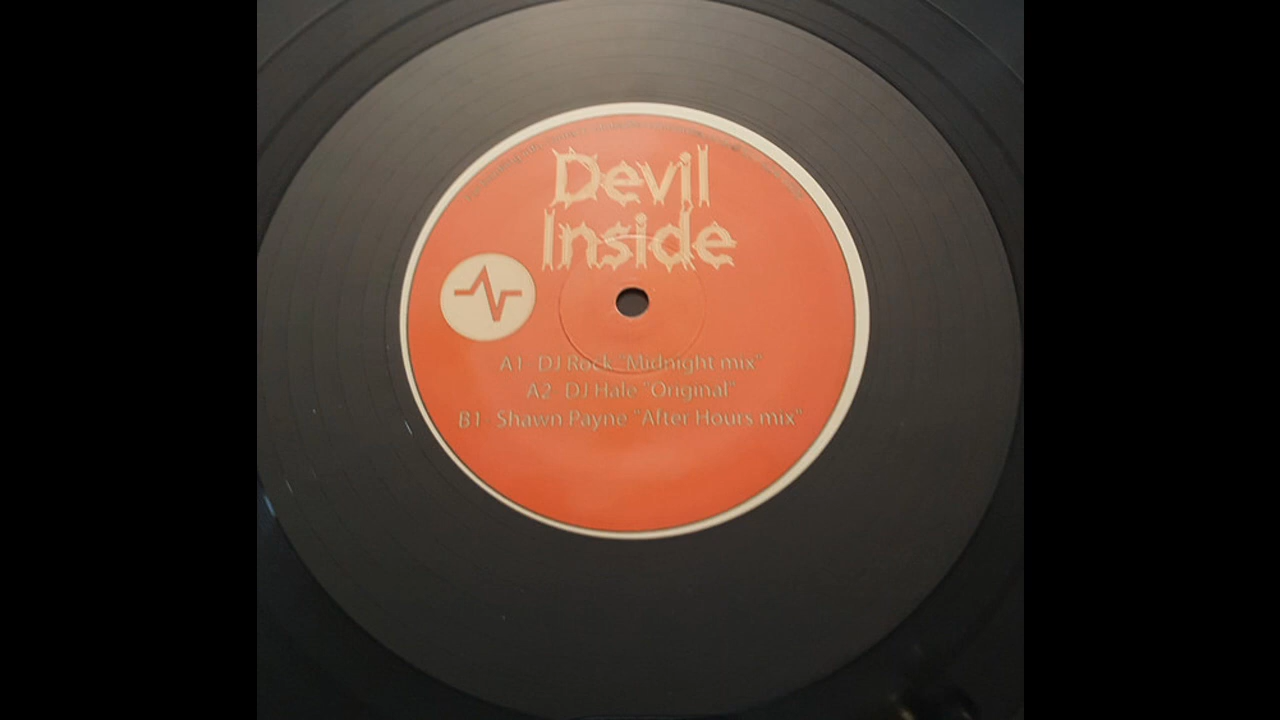 Devil
Inside
A1 DJ Rock "Midnight mix"
A2 DJ Hale "Original"
B1 Shawn Payne "After Hours mix"